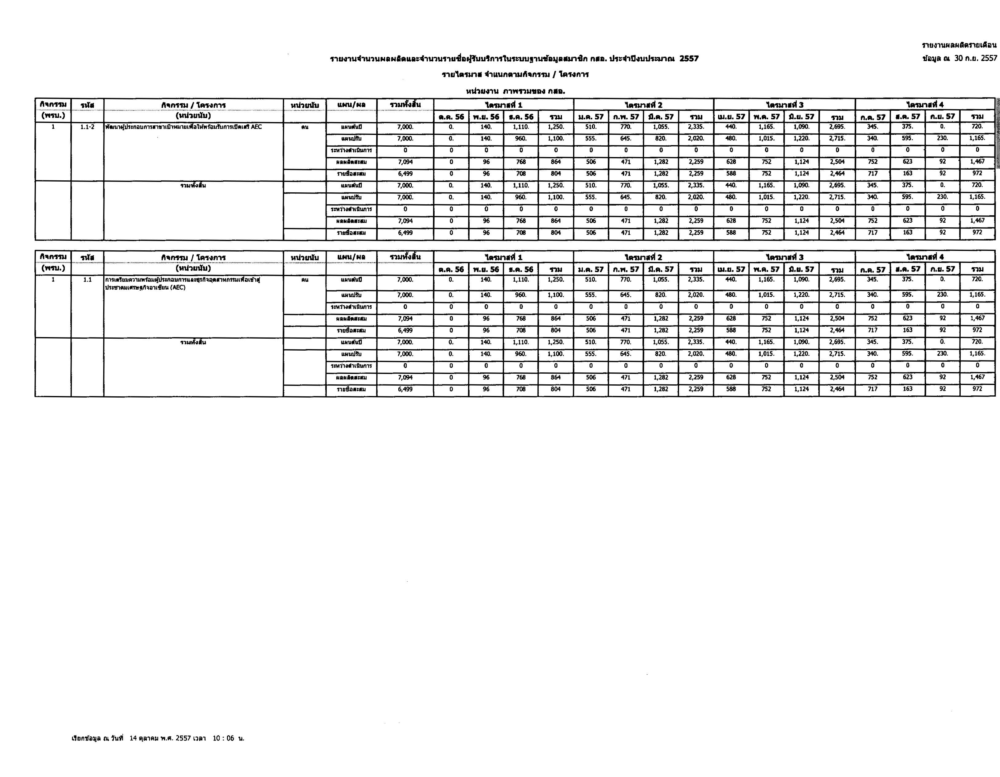 รายงานผลผลิตรายเดือน
รายงานจำนวนผลผลิตและจำนวนรายชื่อผู้รับบริการในระบบฐานข้อมูลสมาชิก กสอ. ประจำปีงบประมาณ 2557
ข้อมูล ณ 30 ก.ย. 2557
รายไตรมาส จำแนกตามกิจกรรม / โครงการ
หน่วยงาน ภาพรวมของ กสอ.
กิจกรรม รหัส กิจกรรม / โครงการ หน่วยนับ แผน/ผล รวมทั้งสิ้น ไตรมาสที่ 1 ไตรมาสที่ 2 ไตรมาสที่ 3 ไตรมาสที่ 4
(พรบ.) (หน่วยนับ) ต.ค. 56 พ.ย. 56 ธ.ค. 56 รวม ม.ค. 57 ก.พ. 57 มี.ค. 57 รวม เม.ย. 57 พ.ค. 57 มิ.ย. 57 รวม ก.ค. 57 ส.ค. 57 ก.ย. 57 รวม
1 1.1-2 พัฒนาผู้ประกอบการสาขาเป้าหมายเพื่อให้พร้อมรับการเปิดเสรี AEC คน แผนต้นปี 7,000. 0. 140. 1,110. 1,250. 510. 770. 1,055. 2,335. 440. 1,165. 1,090. 2,695. 345. 375. 0. 720.
แผนปรับ 7,000. 0. 140. 960. 1,100. 555. 645. 820. 2,020. 480. 1,015. 1,220. 2,715. 340. 595. 230. 1,165.
ระหว่างดำเนินการ 0 0 0 0 0 0 0 0 0 0 0 0 0 0 0 0 0
ผลผลิตสะสม 7,094 0 96 768 864 506 471 1,282 2,259 628 752 1,124 2,504 752 623 92 1,467
รายชื่อสะสม 6,499 0 96 708 804 506 471 1,282 2,259 588 752 1,124 2,464 717 163 92 972
รวมทั้งสิ้น แผนต้นปี 7,000. 0. 140. 1,110. 1,250. 510. 770. 1,055. 2,335. 440. 1,165. 1,090. 2,695. 345. 375. 0. 720.
แผนปรับ 7,000. 0. 140. 960. 1,100. 555. 645. 820. 2,020. 480. 1,015. 1,220. 2,715. 340. 595. 230. 1,165.
ระหว่างดำเนินการ 0 0 0 0 0 0 0 0 0 0 0 0 0 0 0 0 0
ผลผลิตสะสม 7,094 0 96 768 864 506 471 1,282 2,259 628 752 1,124 2,504 752 623 92 1,467
รายชื่อสะสม 6,499 0 96 708 804 506 471 1,282 2,259 588 752 1,124 2,464 717 163 92 972
กิจกรรม รหัส กิจกรรม / โครงการ หน่วยนับ แผน/ผล รวมทั้งสิ้น ไตรมาสที่ 1 ไตรมาสที่ 2 ไตรมาสที่ 3 ไตรมาสที่ 4
(พรบ.) (หน่วยนับ) ต.ค. 56 พ.ย. 56 ธ.ค. 56 รวม ม.ค. 57 ก.พ. 57 มี.ค. 57 รวม เม.ย. 57 พ.ค. 57 มิ.ย. 57 รวม ก.ค. 57 ส.ค. 57 ก.ย. 57 รวม
1 1.1 การเตรียมความพร้อมผู้ประกอบการและธุรกิจอุตสาหกรรมเพื่อเข้าสู่ คน แผนต้นปี 7,000. 0. 140. 1,110. 1,250. 510. 770. 1,055. 2,335. 440. 1,165. 1,090. 2,695. 345. 375. 0. 720.
ประชาคมเศรษฐกิจอาเซียน (AEC)
แผนปรับ 7,000. 0. 140. 960. 1,100. 555. 645. 820. 2,020. 480. 1,015. 1,220. 2,715. 340. 595. 230. 1,165.
ระหว่างดำเนินการ 0 0 0 0 0 0 0 0 0 0 0 0 0 0 0 0 0
ผลผลิตสะสม 7,094 0 96 768 864 506 471 1,282 2,259 628 752 1,124 2,504 752 623 92 1,467
รายชื่อสะสม 6,499 0 96 708 804 506 471 1,282 2,259 588 752 1,124 2,464 717 163 92 972
รวมทั้งสิ้น แผนต้นปี 7,000. 0. 140. 1,110. 1,250. 510. 770. 1,055. 2,335. 440. 1,165. 1,090. 2,695. 345. 375. 0. 720.
แผนปรับ 7,000. 0. 140. 960. 1,100. 555. 645. 820. 2,020. 480. 1,015. 1,220. 2,715. 340. 595. 230. 1,165.
ระหว่างดำเนินการ 0 0 0 0 0 0 0 0 0 0 0 0 0 0 0 0 0
ผลผลิตสะสม 7,094 0 96 768 864 506 471 1,282 2,259 628 752 1,124 2,504 752 623 92 1,467
รายชื่อสะสม 6,499 0 96 708 804 506 471 1,282 2,259 588 752 1,124 2,464 717 163 92 972
เรียกข้อมูล ณ วันที่ 14 ตุลาคม พ.ศ. 2557 เวลา 10 : 06 น.